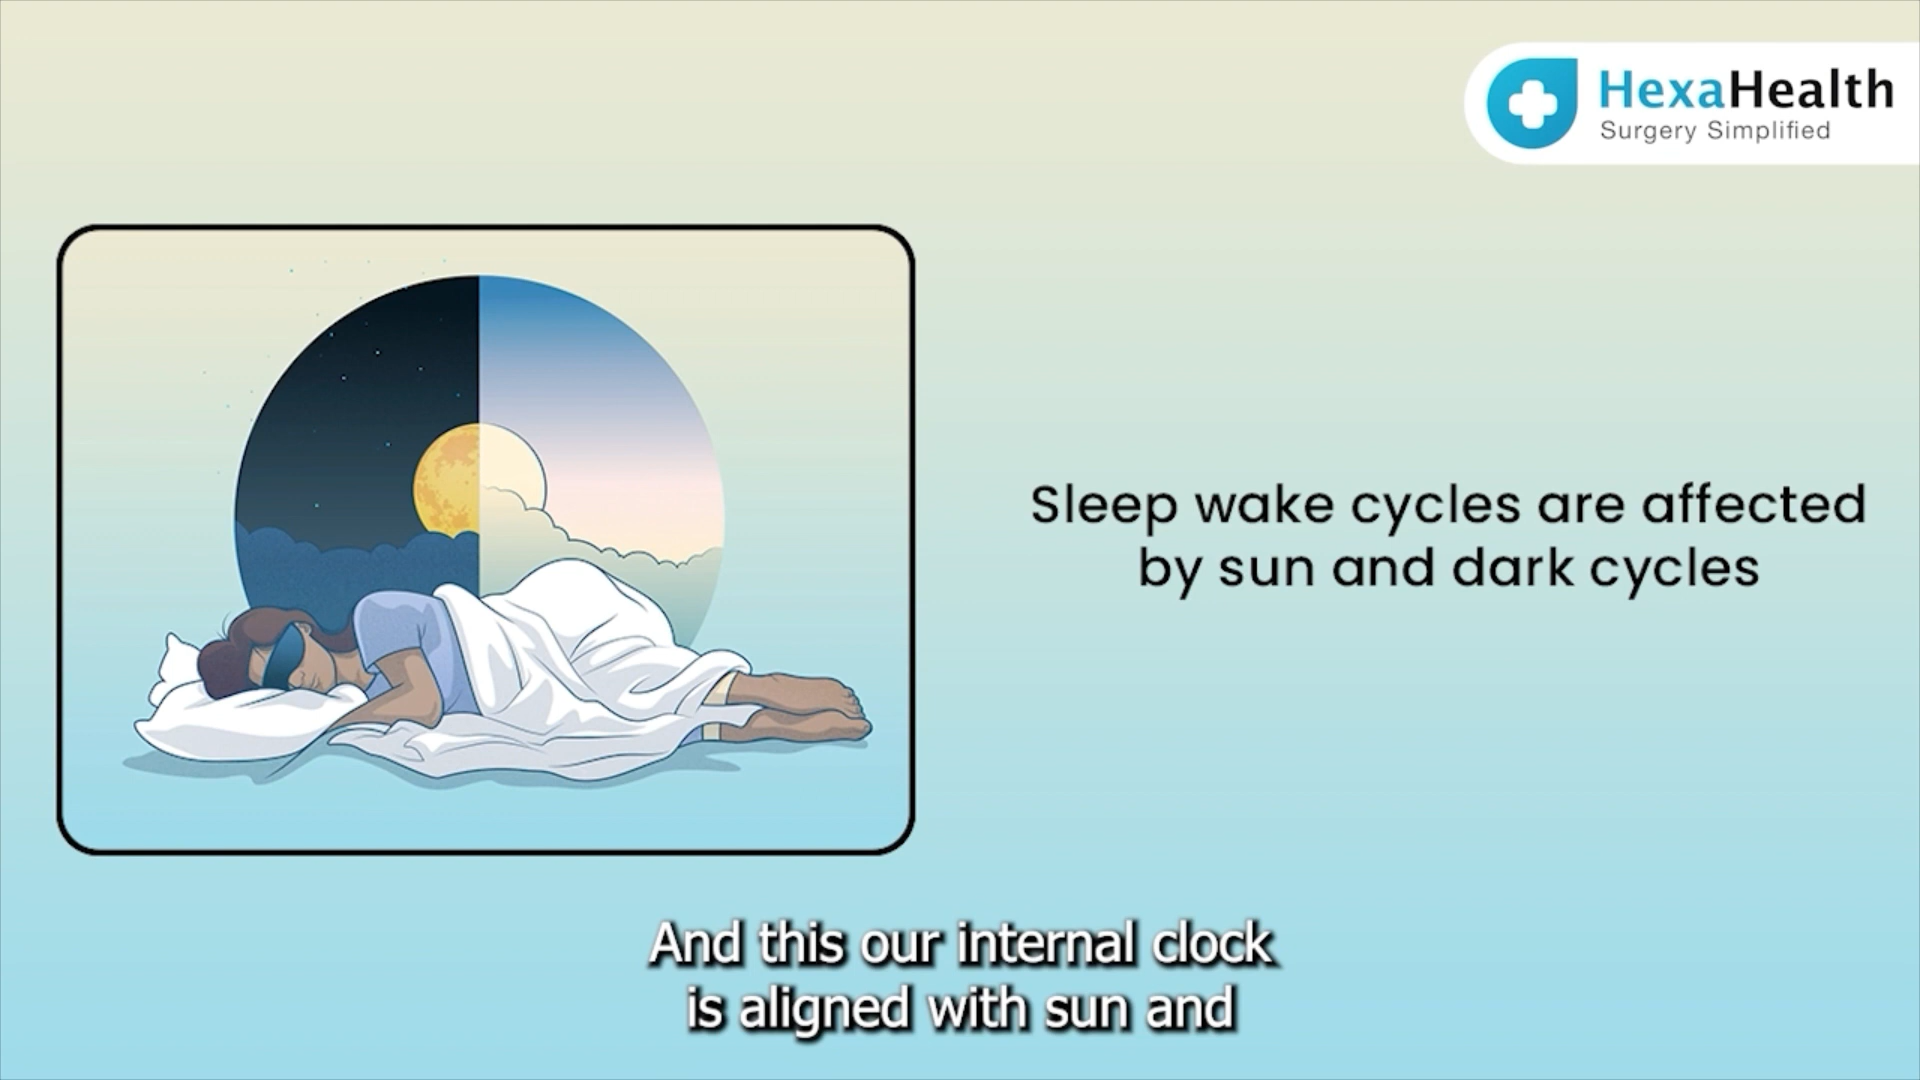 HexaHealth
Surgery Simplified
Sleep wake cycles are affected
by sun and dark cycles
And this our internal clock
is aligned with sun and